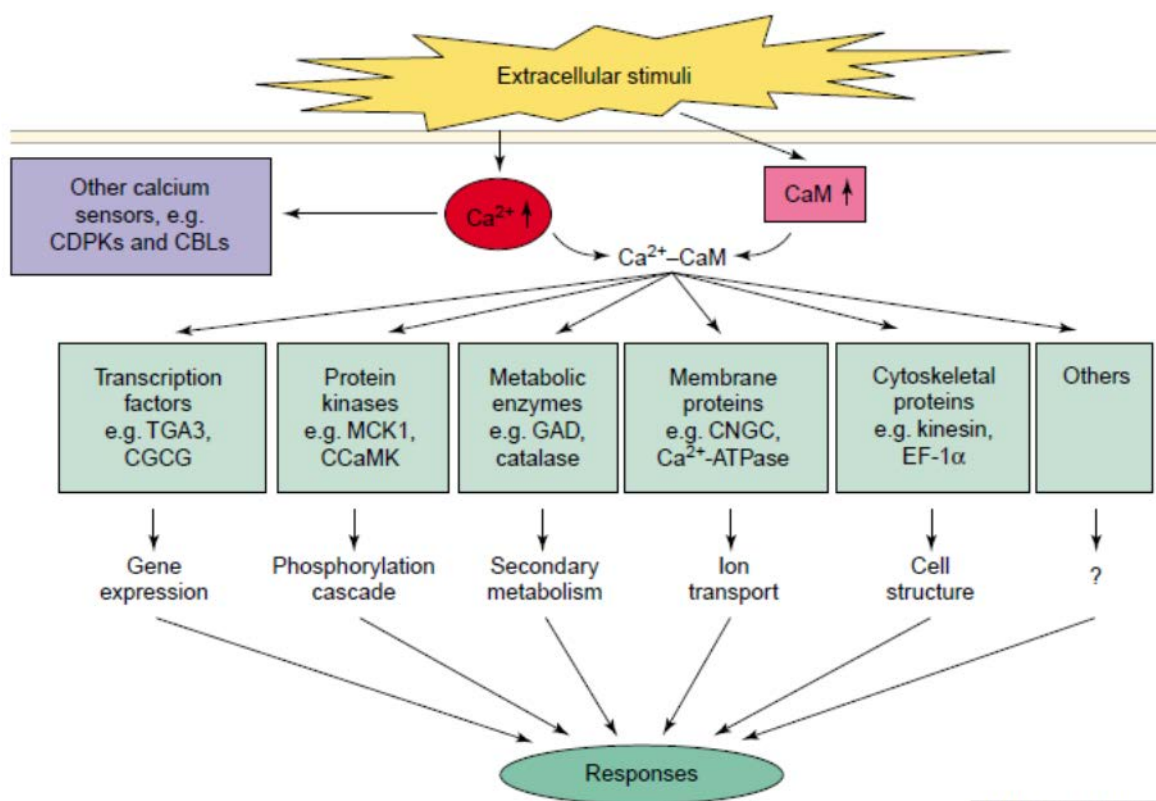 Extracellular stimuli
Other calcium
sensors, e.g.
CDPKs and CBLs
Ca²⁺
CaM
Ca²⁺–CaM
Transcription
factors
e.g. TGA3,
CGCG
Protein
kinases
e.g. MCK1,
CCaMK
Metabolic
enzymes
e.g. GAD,
catalase
Membrane
proteins
e.g. CNGC,
Ca²⁺-ATPase
Cytoskeletal
proteins
e.g. kinesin,
EF-1α
Others
Gene
expression
Phosphorylation
cascade
Secondary
metabolism
Ion
transport
Cell
structure
?
Responses